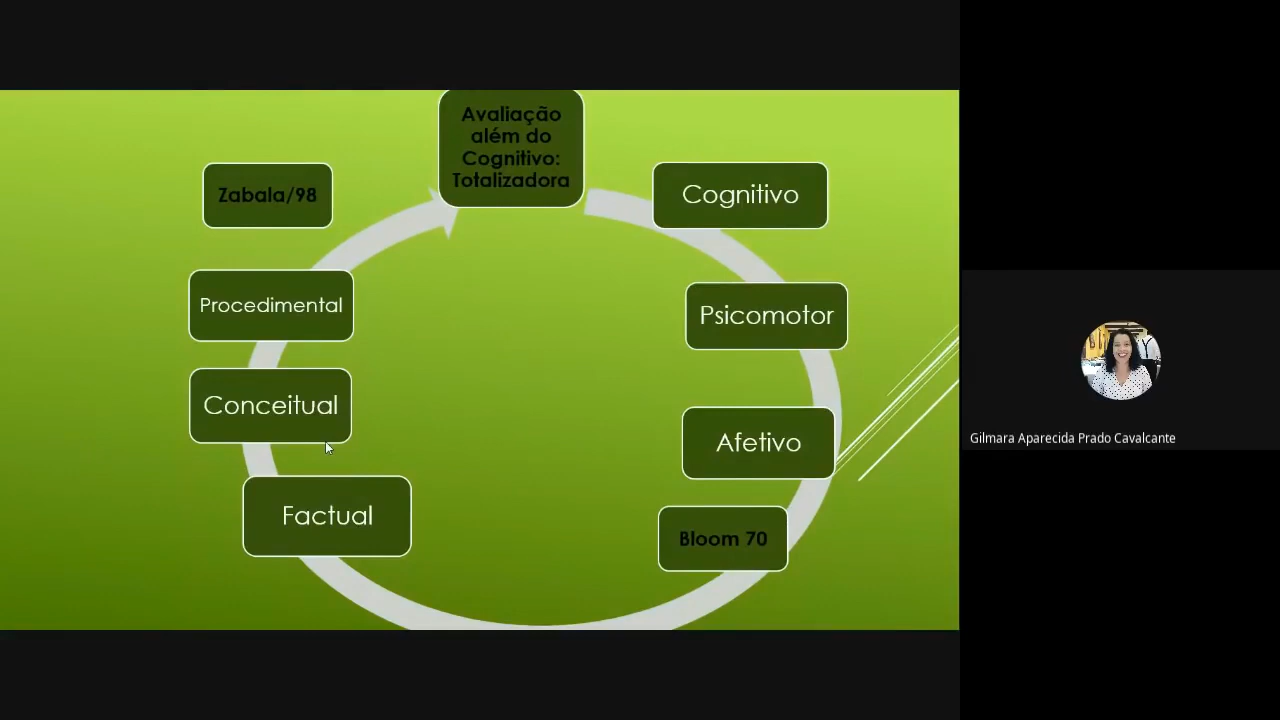 Avaliação
além do
Cognitivo:
Totalizadora
Cognitivo
Psicomotor
Afetivo
Bloom 70
Factual
Conceitual
Procedimental
Zabala/98
Gilmara Aparecida Prado Cavalcante